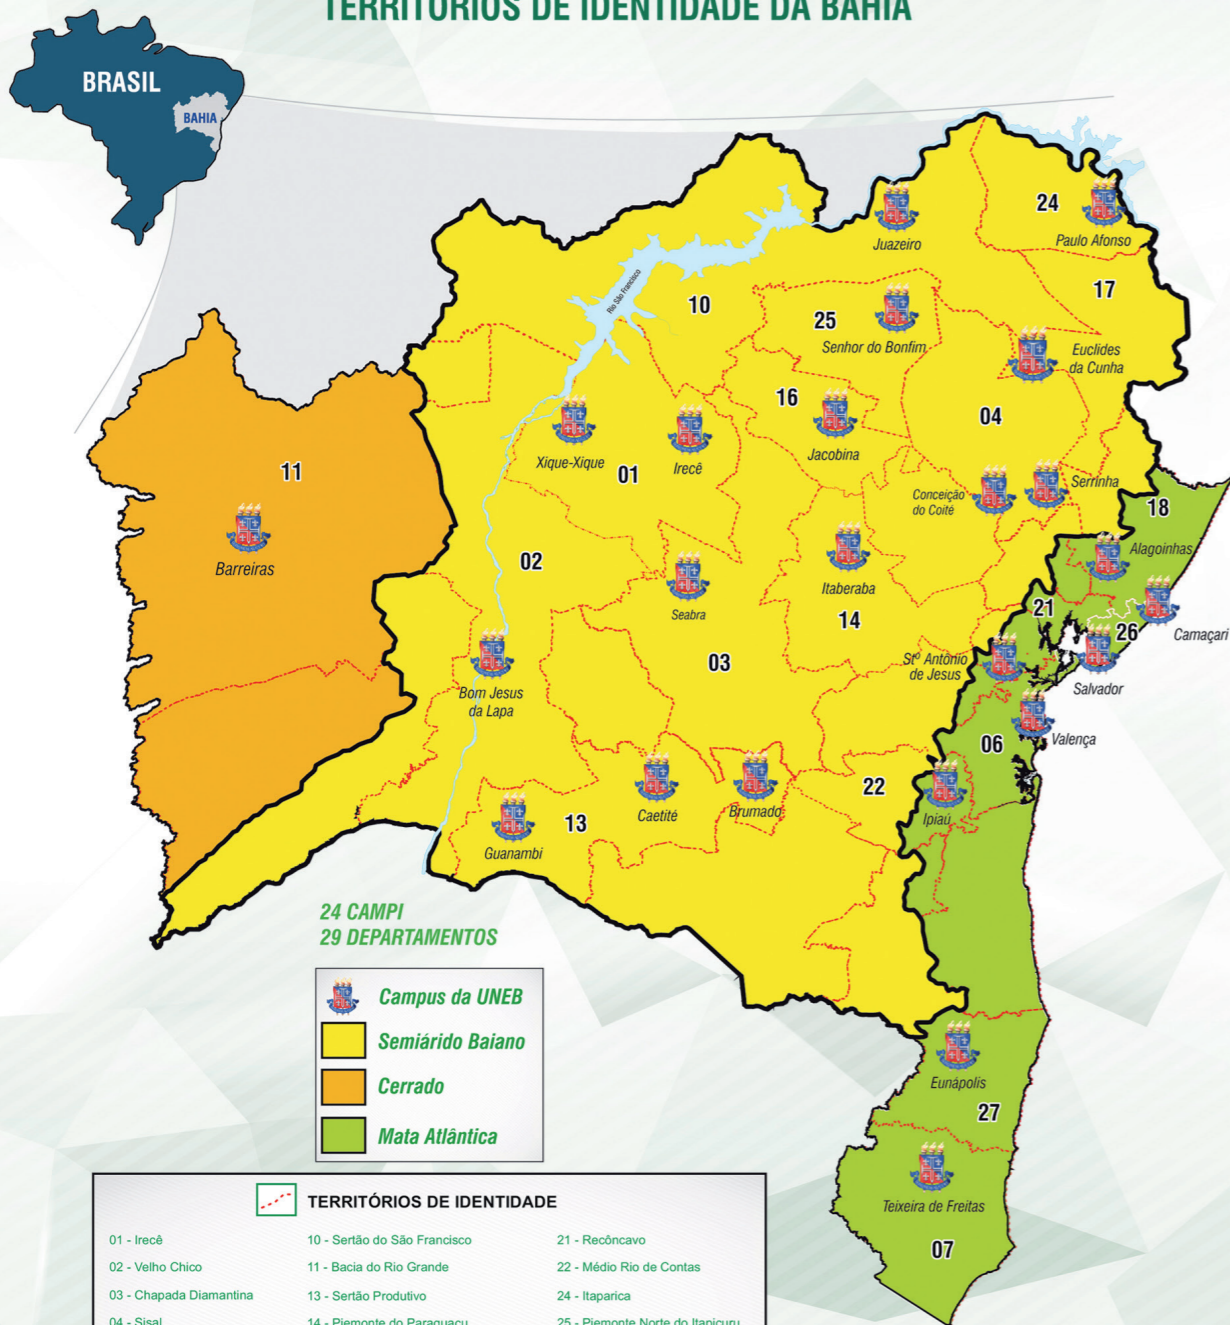 TERRITÓRIOS DE IDENTIDADE DA BAHIA
BRASIL
BAHIA
24
Juazeiro
Paulo Afonso
Rio São Francisco
10
17
25
Senhor do Bonfim
Euclides
da Cunha
16
04
11
Xique-Xique
01
Irecê
Jacobina
Conceição
do Coité
Serrinha
18
Barreiras
02
Alagoinhas
Seabra
Itaberaba
14
21
26
Camaçari
03
Stº Antônio
de Jesus
Salvador
Bom Jesus
da Lapa
06
Valença
22
Caetité
Brumado
Ipiaú
13
Guanambi
24 CAMPI
29 DEPARTAMENTOS
Campus da UNEB
Semiárido Baiano
Cerrado
Mata Atlântica
Eunápolis
27
Teixeira de Freitas
07
TERRITÓRIOS DE IDENTIDADE
01 - Irecê
10 - Sertão do São Francisco
21 - Recôncavo
02 - Velho Chico
11 - Bacia do Rio Grande
22 - Médio Rio de Contas
03 - Chapada Diamantina
13 - Sertão Produtivo
24 - Itaparica
04 - Sisal
14 - Piemonte do Paraguaçu
25 - Piemonte Norte do Itapicuru